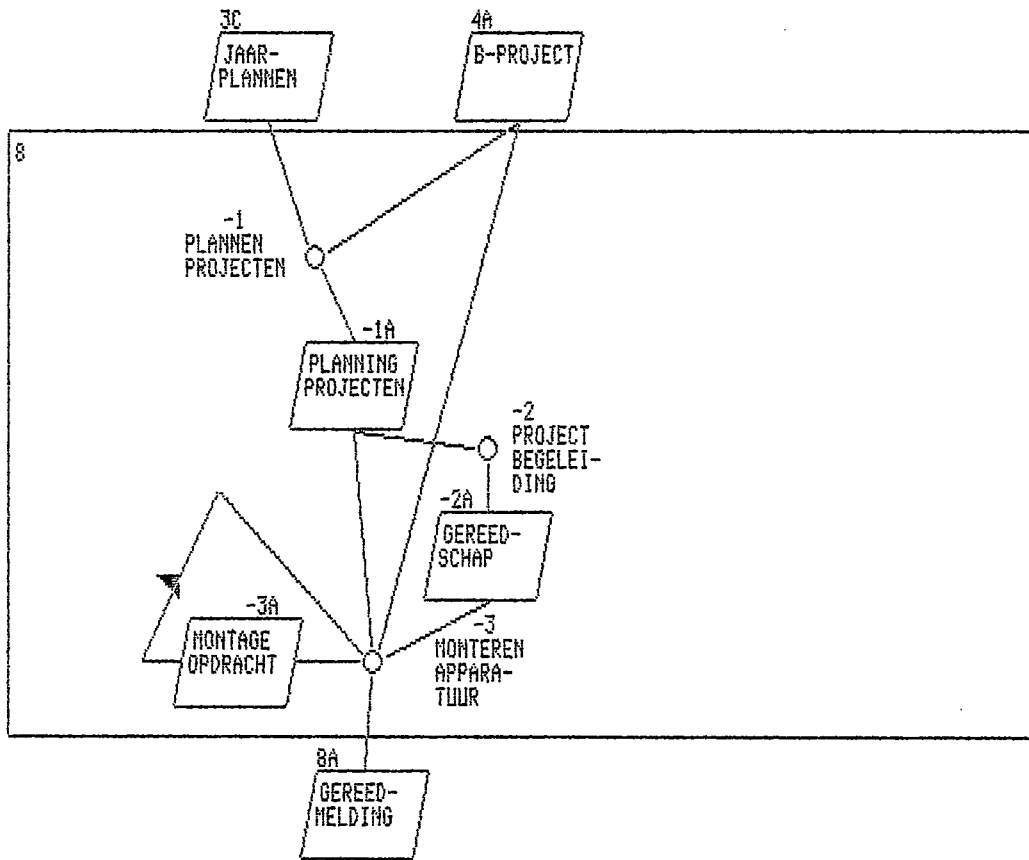 3C
JAAR-
PLANNEN
4A
B-PROJECT
8
-1
PLANNEN
PROJECTEN
-1A
PLANNING
PROJECTEN
-2
PROJECT
BEGELEI-
DING
-2A
GEREED-
SCHAP
-3A
MONTAGE
OPDRACHT
-3
MONTEREN
APPARA-
TUUR
8A
GEREED-
MELDING